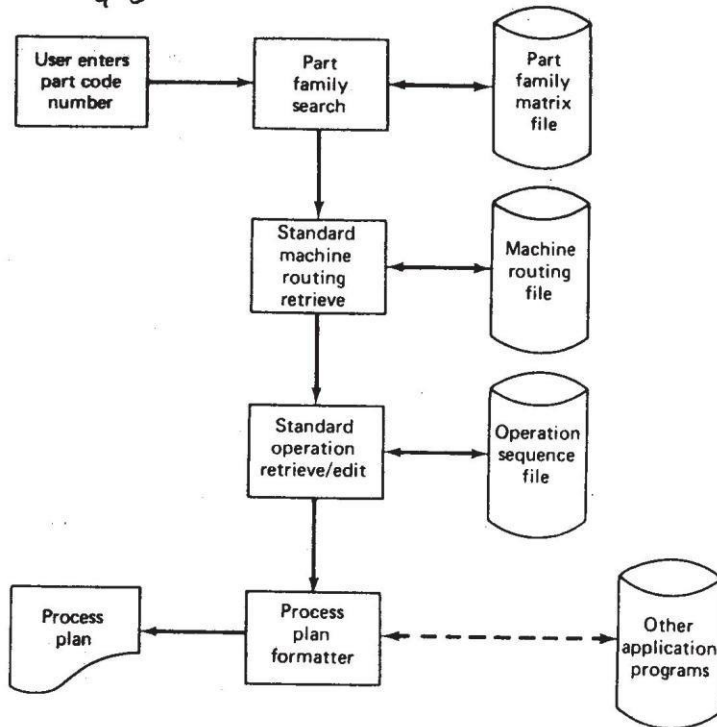 User enters
part code
number
Part
family
search
Part
family
matrix
file
Standard
machine
routing
retrieve
Machine
routing
file
Standard
operation
retrieve/edit
Operation
sequence
file
Process
plan
Process
plan
formatter
Other
application
programs